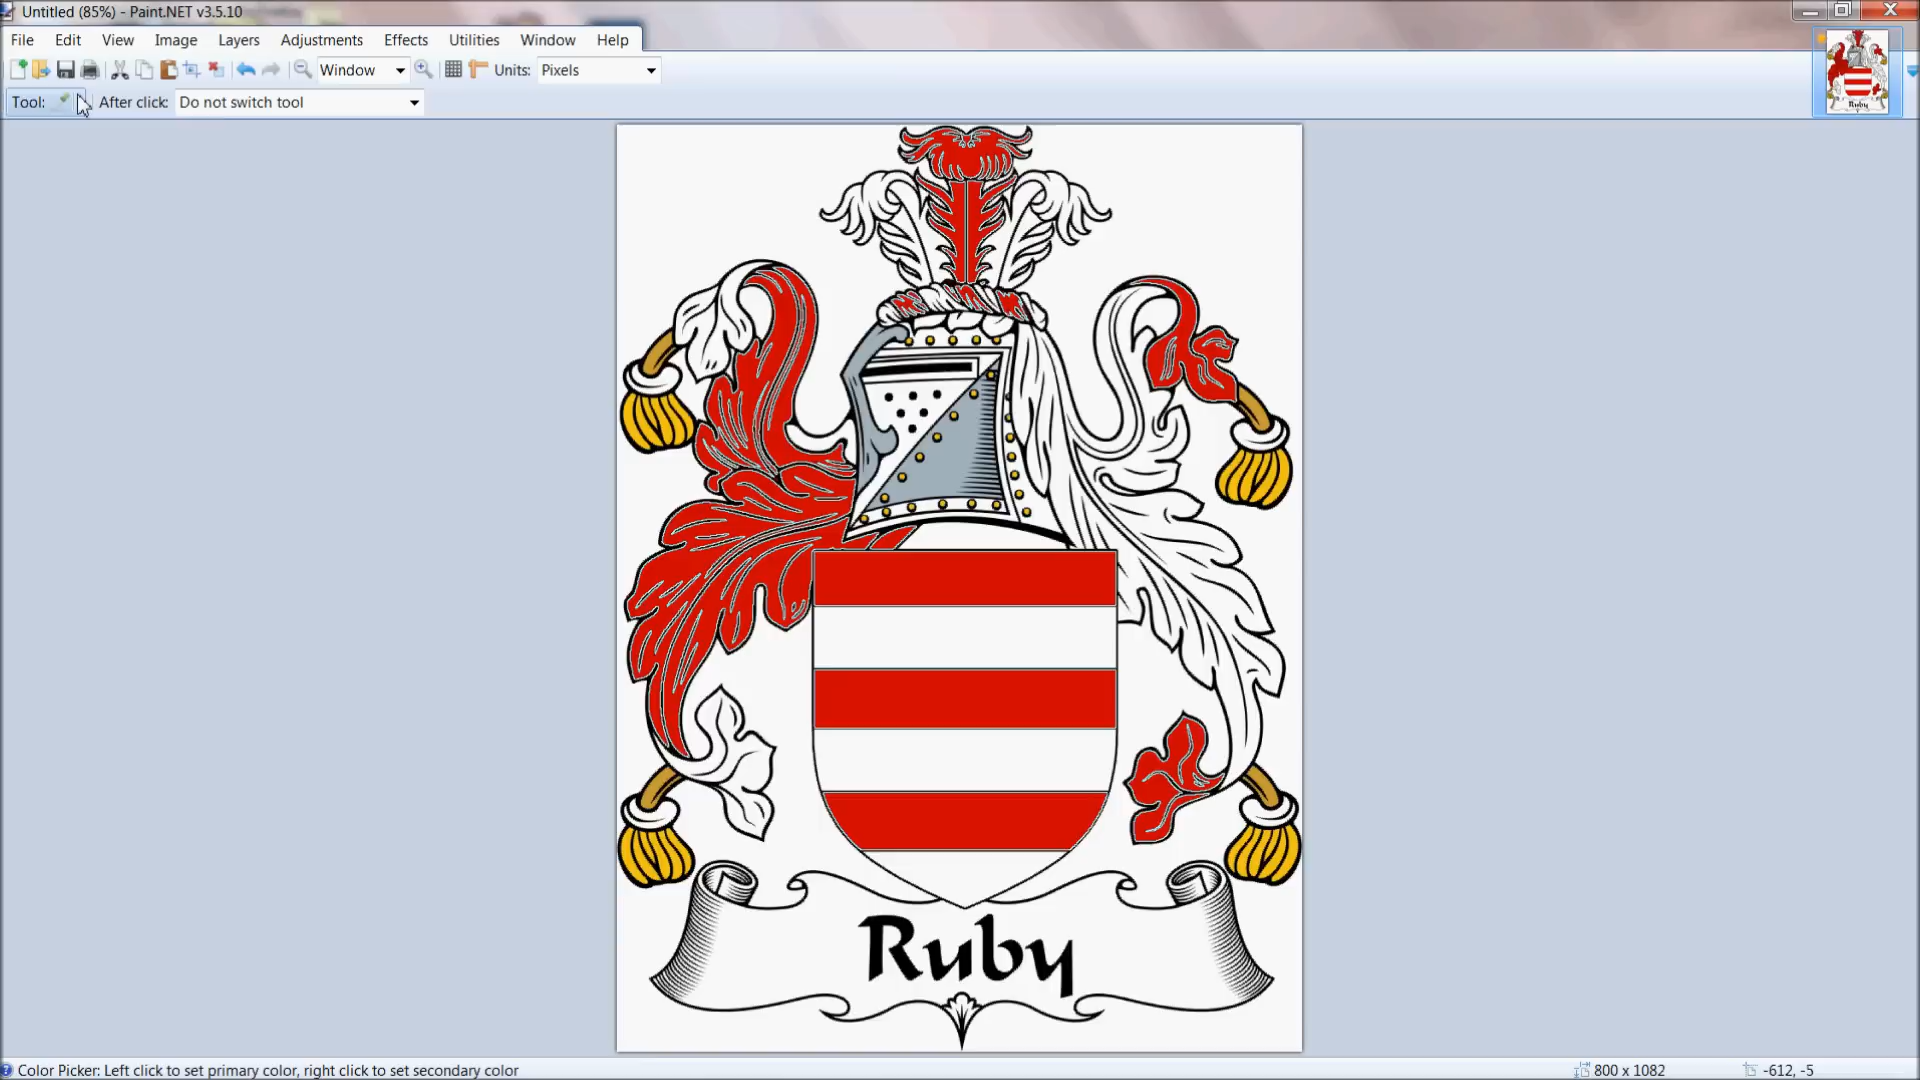 Untitled (85%) - Paint.NET v3.5.10
File Edit View Image Layers Adjustments Effects Utilities Window Help
Window Units: Pixels
Tool: After click: Do not switch tool
Ruby
Ruby
Color Picker: Left click to set primary color, right click to set secondary color 800 x 1082 -612, -5